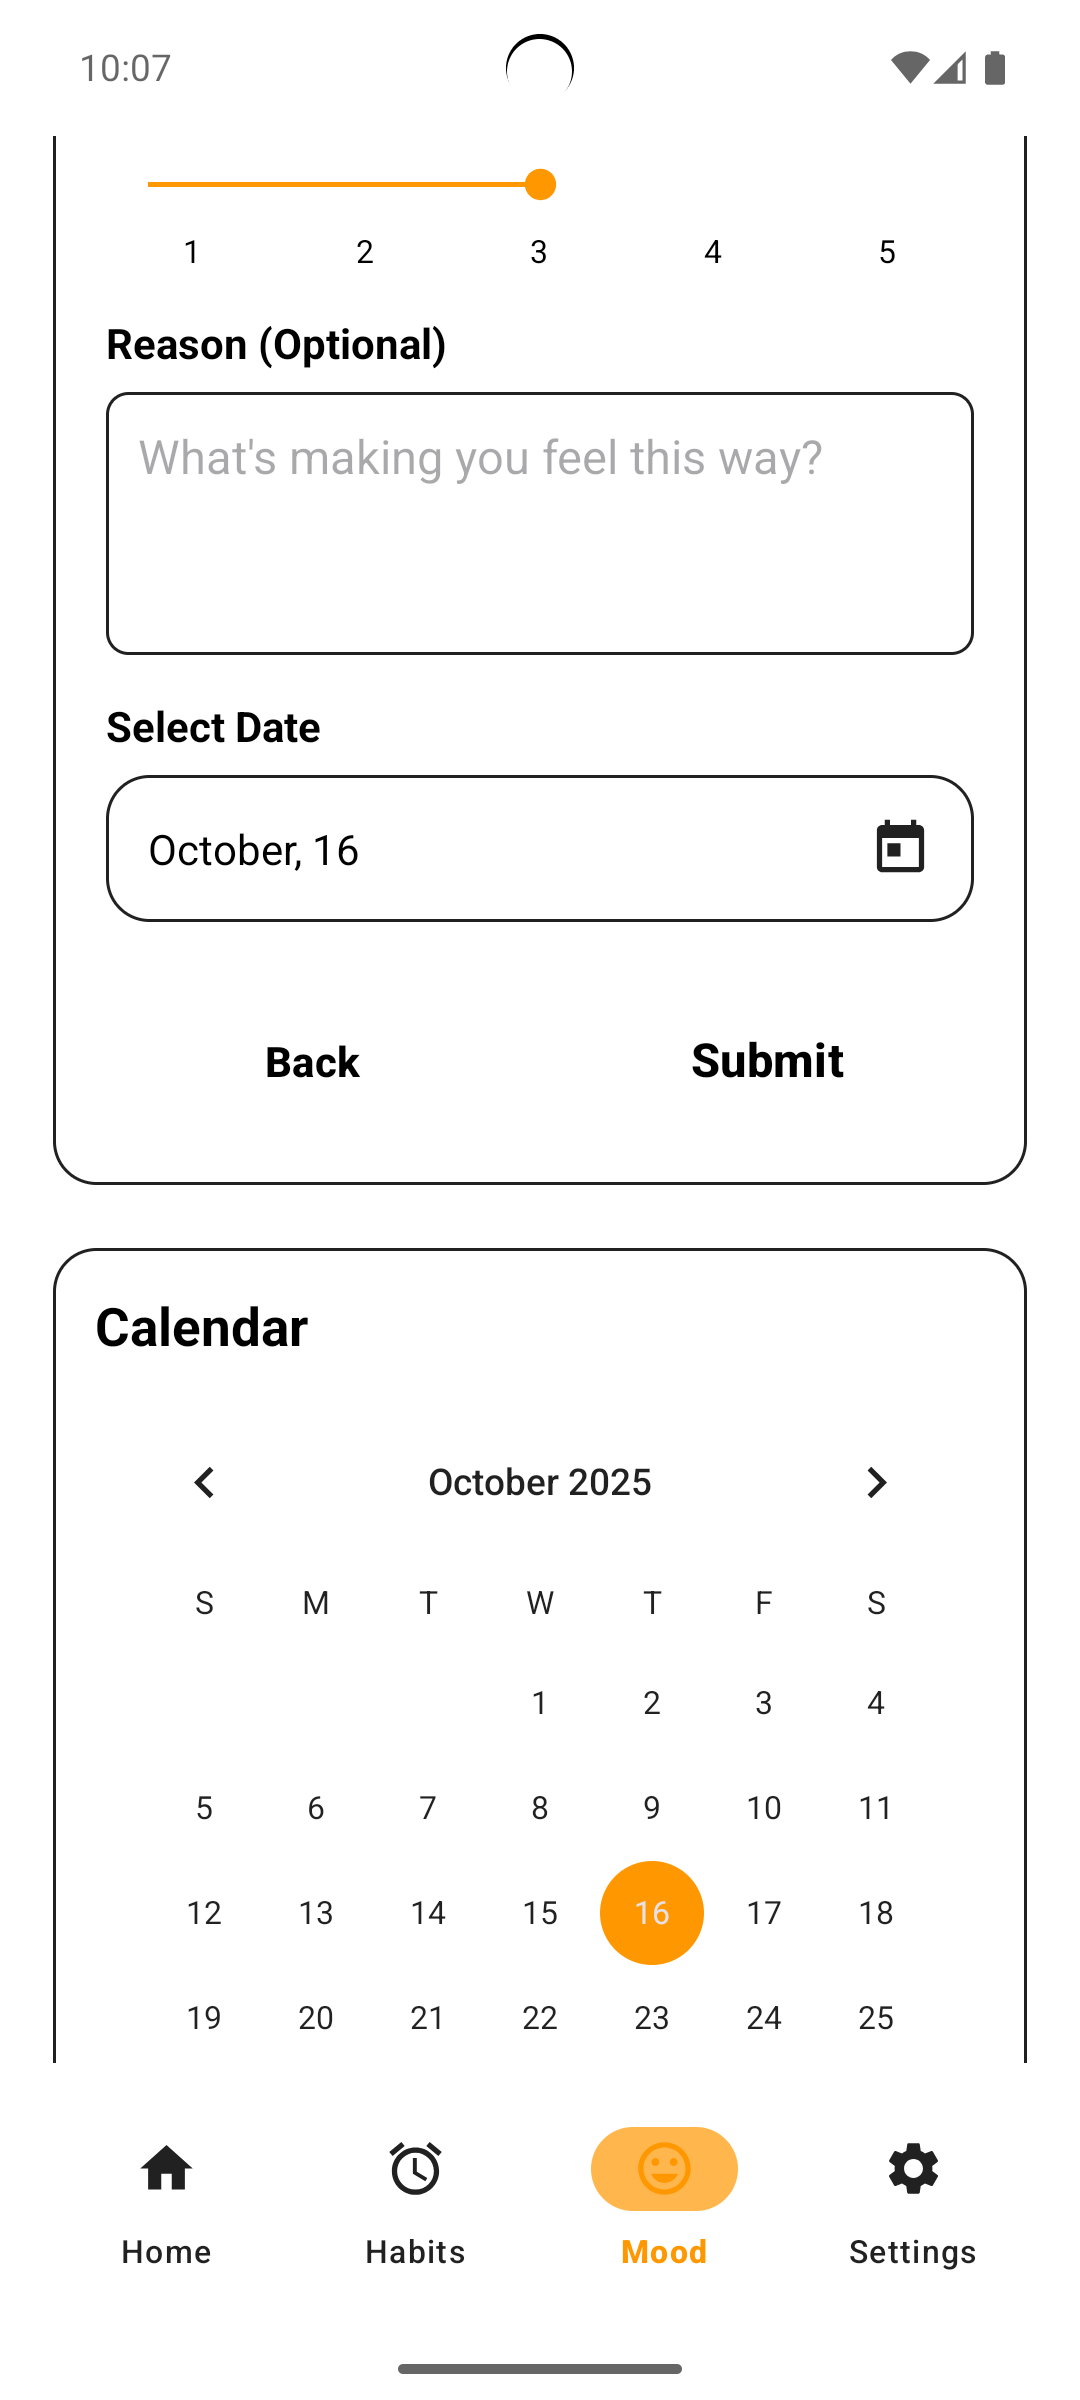 10:07
1 2 3 4 5
Reason (Optional)
What's making you feel this way?
Select Date
October, 16
Back Submit
Calendar
October 2025
S M T W T F S
1 2 3 4
5 6 7 8 9 10 11
12 13 14 15 16 17 18
19 20 21 22 23 24 25
Home Habits Mood Settings